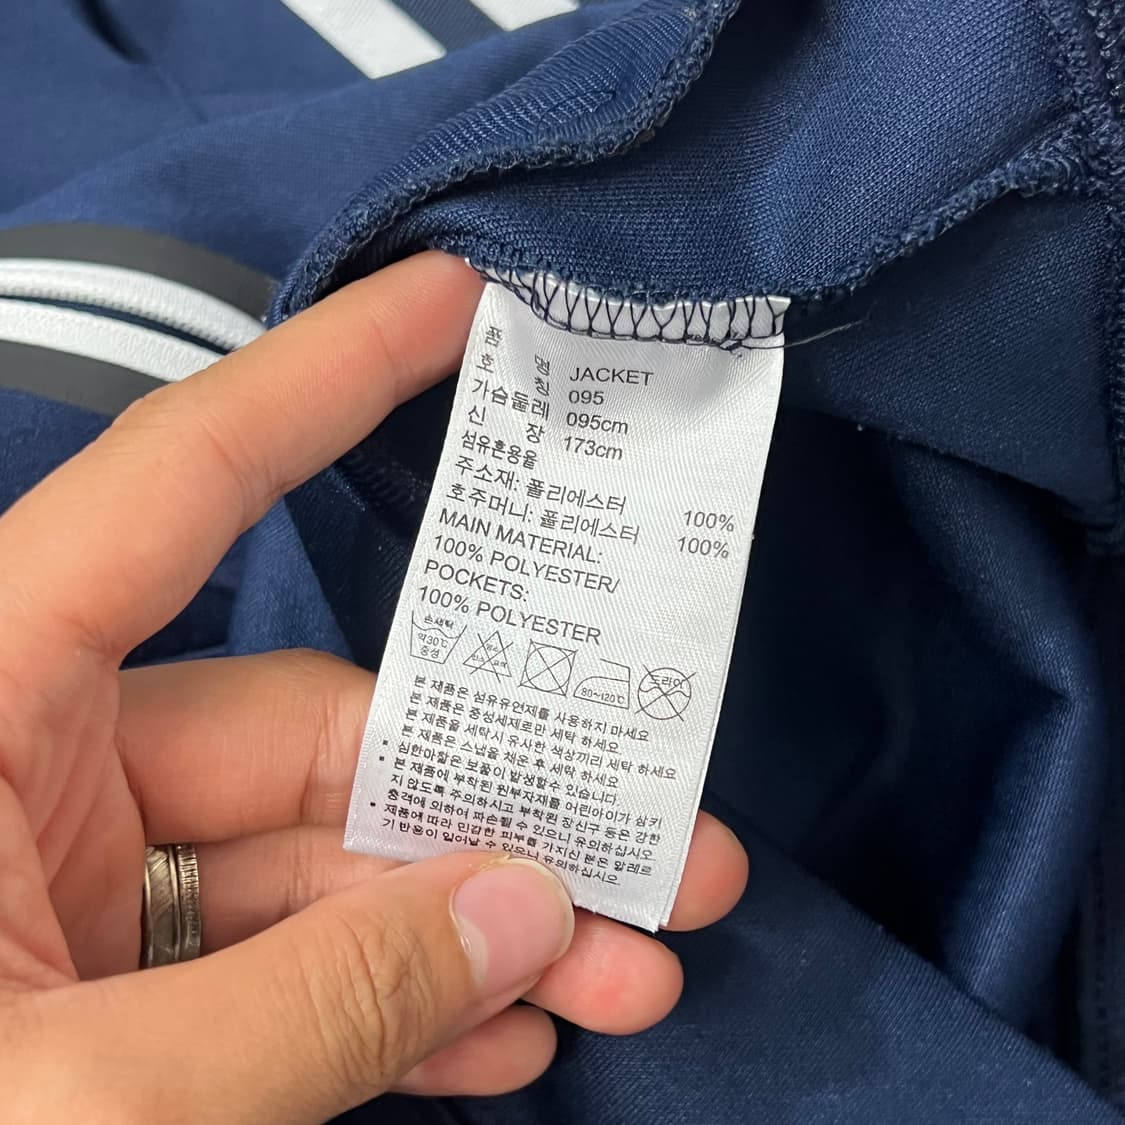 품 명 JACKET
호 칭 095
가슴둘레 095cm
신 장 173cm
섬유혼용율
주소재: 폴리에스터 100%
호주머니: 폴리에스터 100%
MAIN MATERIAL:
100% POLYESTER/
POCKETS:
100% POLYESTER
손세탁
약30℃
중성
80~120℃
드라이
본 제품은 섬유유연제를 사용하지 마세요
본 제품은 중성세제로만 세탁 하세요
본 제품을 세탁시 유사한 색상끼리 세탁 하세요
본 제품은 스냅을 채운 후 세탁 하세요
심한마찰은 보풀이 발생할수 있습니다.
본 제품에 부착된 원부자재를 어린아이가 삼키
지 않도록 주의하시고 부착된 장신구 등은 강한
충격에 의하여 파손될 수 있으니 유의하십시오
제품에 따라 민감한 피부를 가지신 분은 알레르
기 반응이 일어날 수 있으니 유의하십시오.